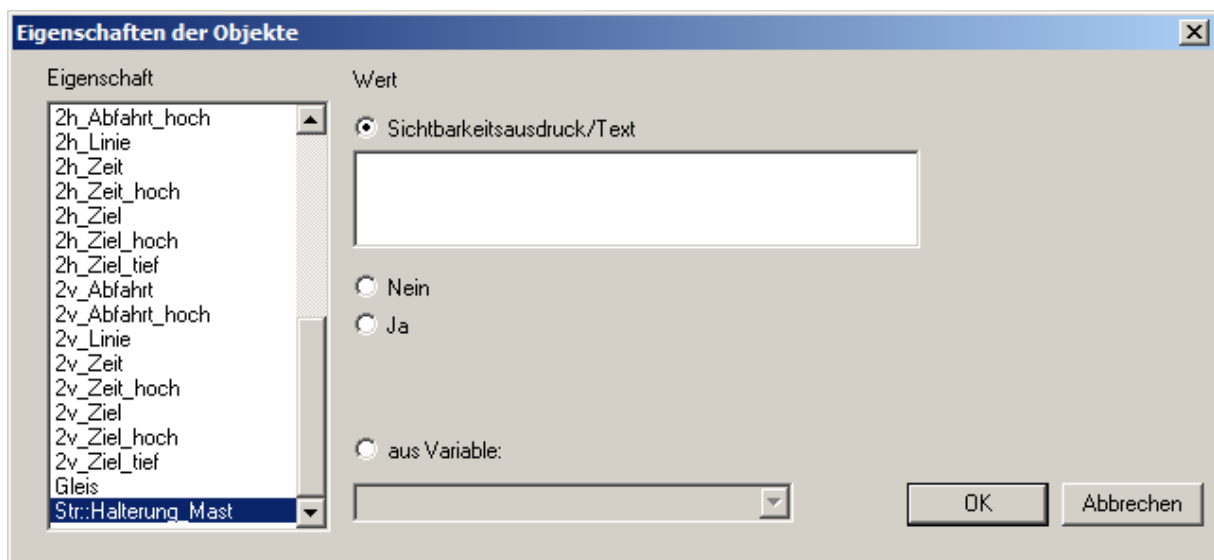 Eigenschaften der Objekte
Eigenschaft
2h_Abfahrt_hoch
2h_Linie
2h_Zeit
2h_Zeit_hoch
2h_Ziel
2h_Ziel_hoch
2h_Ziel_tief
2v_Abfahrt
2v_Abfahrt_hoch
2v_Linie
2v_Zeit
2v_Zeit_hoch
2v_Ziel
2v_Ziel_hoch
2v_Ziel_tief
Gleis
Str::Halterung_Mast
Wert
Sichtbarkeitsausdruck/Text
Nein
Ja
aus Variable:
OK
Abbrechen